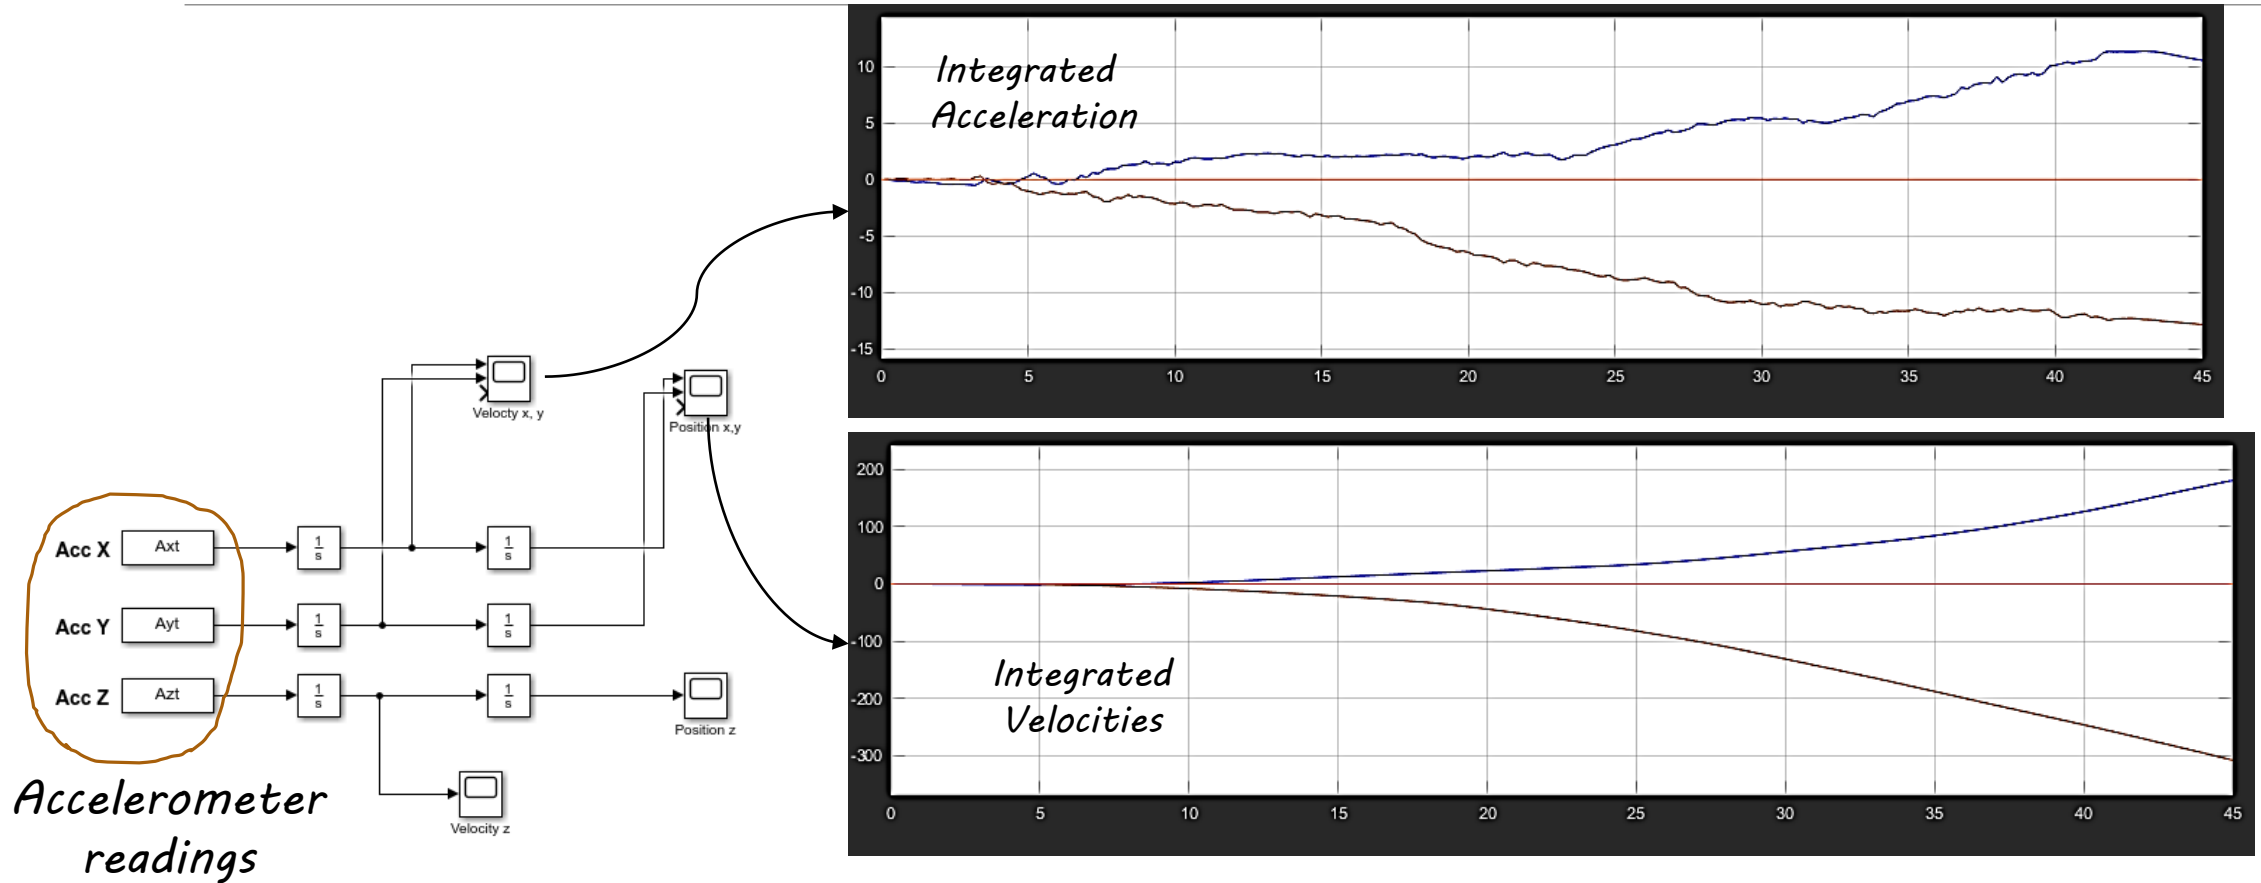 Integrated
Acceleration
10
5
0
-5
-10
-15
0 5 10 15 20 25 30 35 40 45
Velocty x, y
Position x,y
Acc X
Axt
1
s
1
s
Acc Y
Ayt
1
s
1
s
Acc Z
Azt
1
s
1
s
Position z
Velocity z
Accelerometer
readings
200
100
0
-100
-200
-300
Integrated
Velocities
0 5 10 15 20 25 30 35 40 45